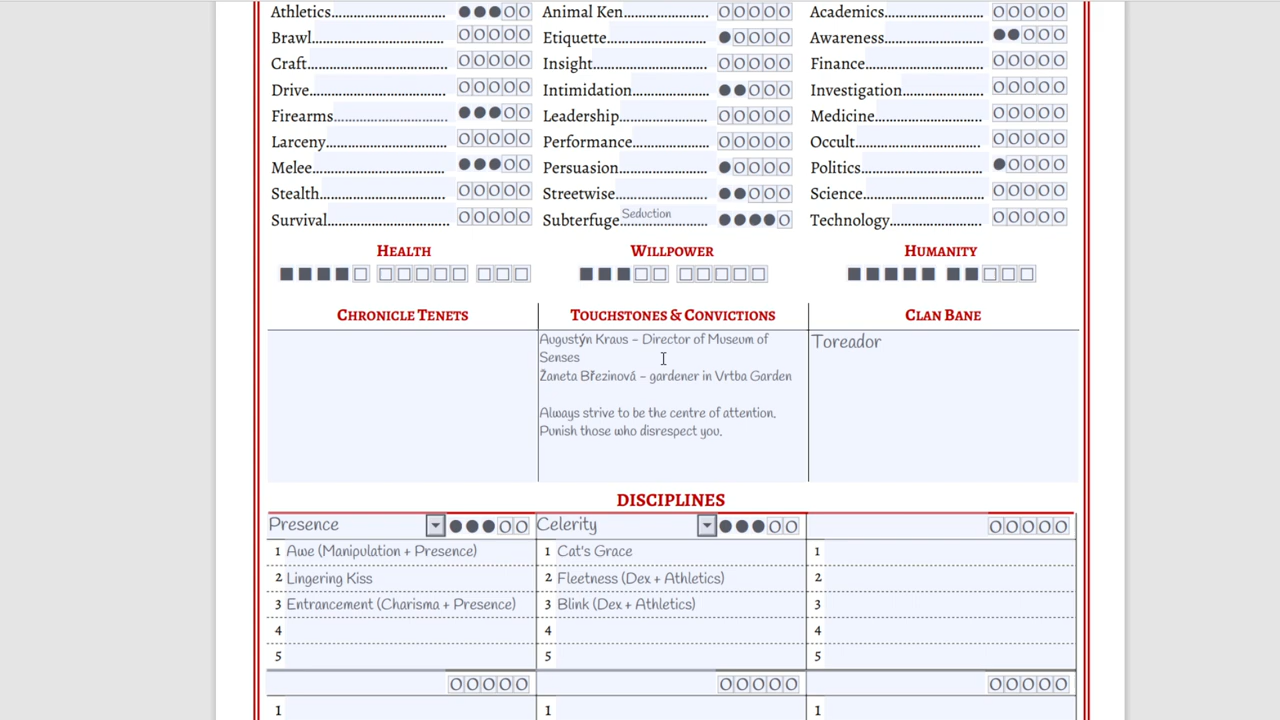 Athletics
Animal Ken
Academics
Brawl
Etiquette
Awareness
Craft
Insight
Finance
Drive
Intimidation
Investigation
Firearms
Leadership
Medicine
Larceny
Performance
Occult
Melee
Persuasion
Politics
Stealth
Streetwise
Science
Survival
Subterfuge Seduction
Technology
HEALTH
WILLPOWER
HUMANITY
CHRONICLE TENETS
TOUCHSTONES & CONVICTIONS
CLAN BANE
Augustýn Kraus - Director of Museum of
Senses
Žaneta Březinová - gardener in Vrtba Garden
Always strive to be the centre of attention.
Punish those who disrespect you.
Toreador
DISCIPLINES
Presence
Celerity
1 Awe (Manipulation + Presence)
1 Cat's Grace
1
2 Lingering Kiss
2 Fleetness (Dex + Athletics)
2
3 Entrancement (Charisma + Presence)
3 Blink (Dex + Athletics)
3
4
4
4
5
5
5
1
1
1